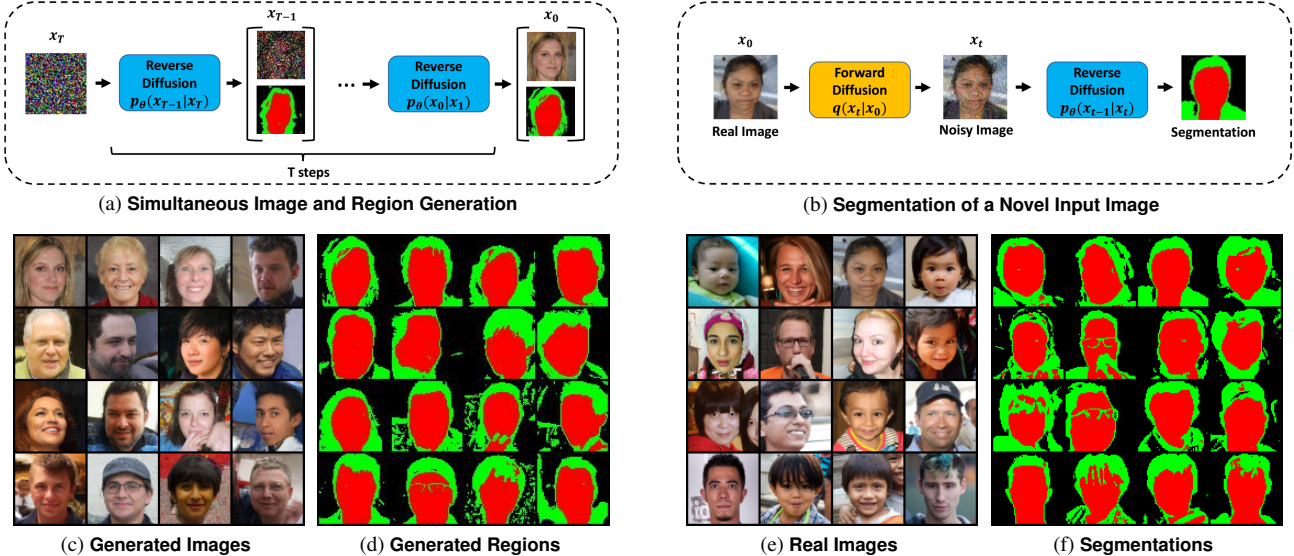 x_T
Reverse
Diffusion
p_θ(x_{T-1}|x_T)
x_{T-1}
...
Reverse
Diffusion
p_θ(x_0|x_1)
x_0
T steps
(a) Simultaneous Image and Region Generation
x_0
Real Image
Forward
Diffusion
q(x_t|x_0)
x_t
Noisy Image
Reverse
Diffusion
p_θ(x_{t-1}|x_t)
Segmentation
(b) Segmentation of a Novel Input Image
(c) Generated Images
(d) Generated Regions
(e) Real Images
(f) Segmentations